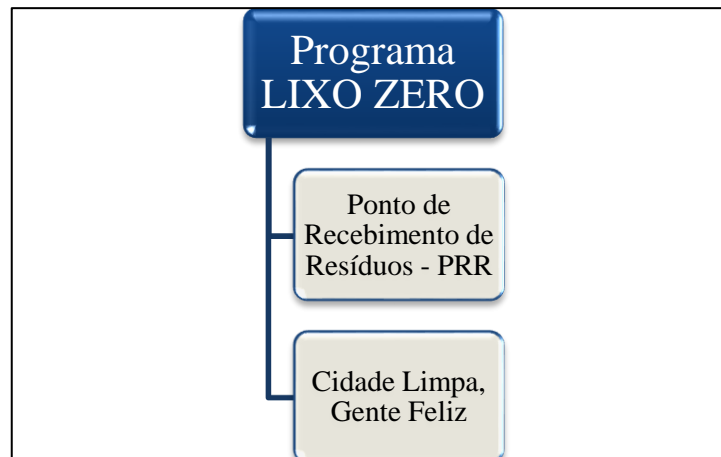 Programa
LIXO ZERO
Ponto de
Recebimento de
Resíduos - PRR
Cidade Limpa,
Gente Feliz